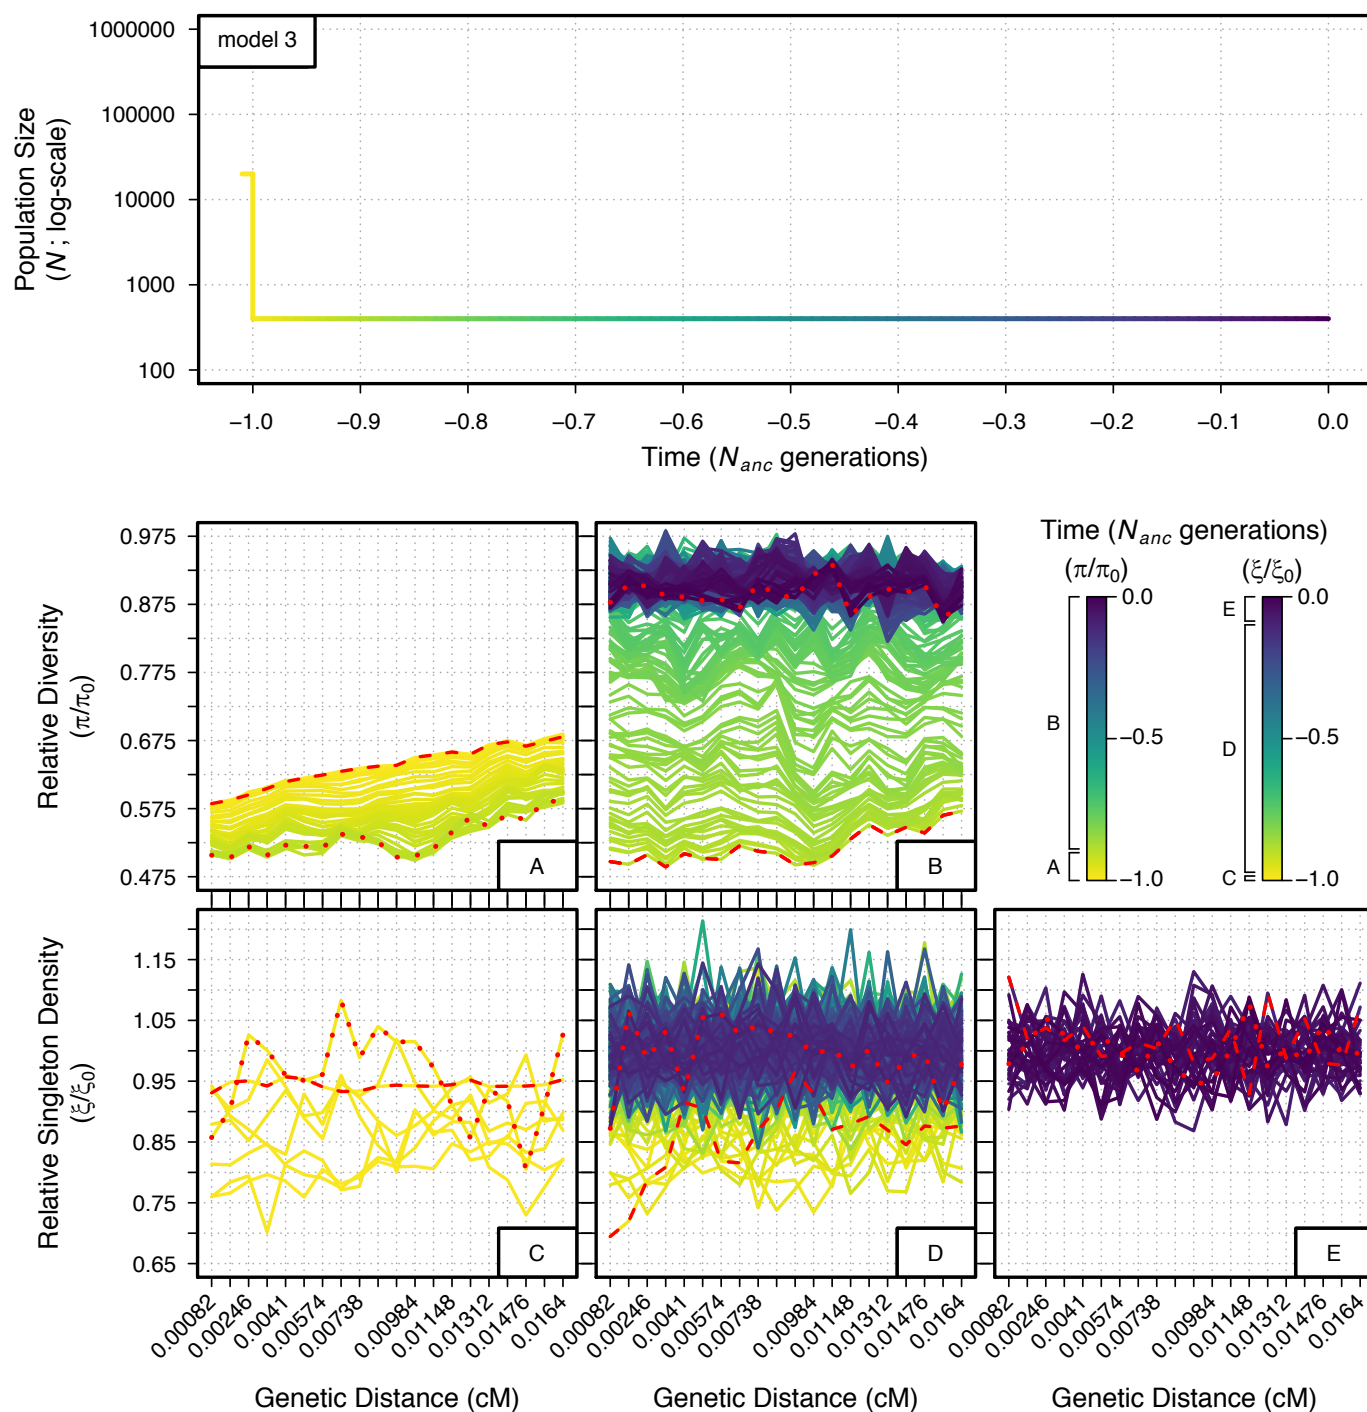 model 3
Population Size
(N ; log-scale)
1000000
100000
10000
1000
100
−1.0 −0.9 −0.8 −0.7 −0.6 −0.5 −0.4 −0.3 −0.2 −0.1 0.0
Time (Nanc generations)
Relative Diversity
(π/π0)
0.975
0.875
0.775
0.675
0.575
0.475
A
B
Time (Nanc generations)
(π/π0) (ξ/ξ0)
0.0
−0.5
−1.0
B
A
0.0
−0.5
−1.0
E
D
C
Relative Singleton Density
(ξ/ξ0)
1.15
1.05
0.95
0.85
0.75
0.65
C
D
E
0.00082 0.00246 0.0041 0.00574 0.00738 0.00984 0.01148 0.01312 0.01476 0.0164
0.00082 0.00246 0.0041 0.00574 0.00738 0.00984 0.01148 0.01312 0.01476 0.0164
0.00082 0.00246 0.0041 0.00574 0.00738 0.00984 0.01148 0.01312 0.01476 0.0164
Genetic Distance (cM) Genetic Distance (cM) Genetic Distance (cM)